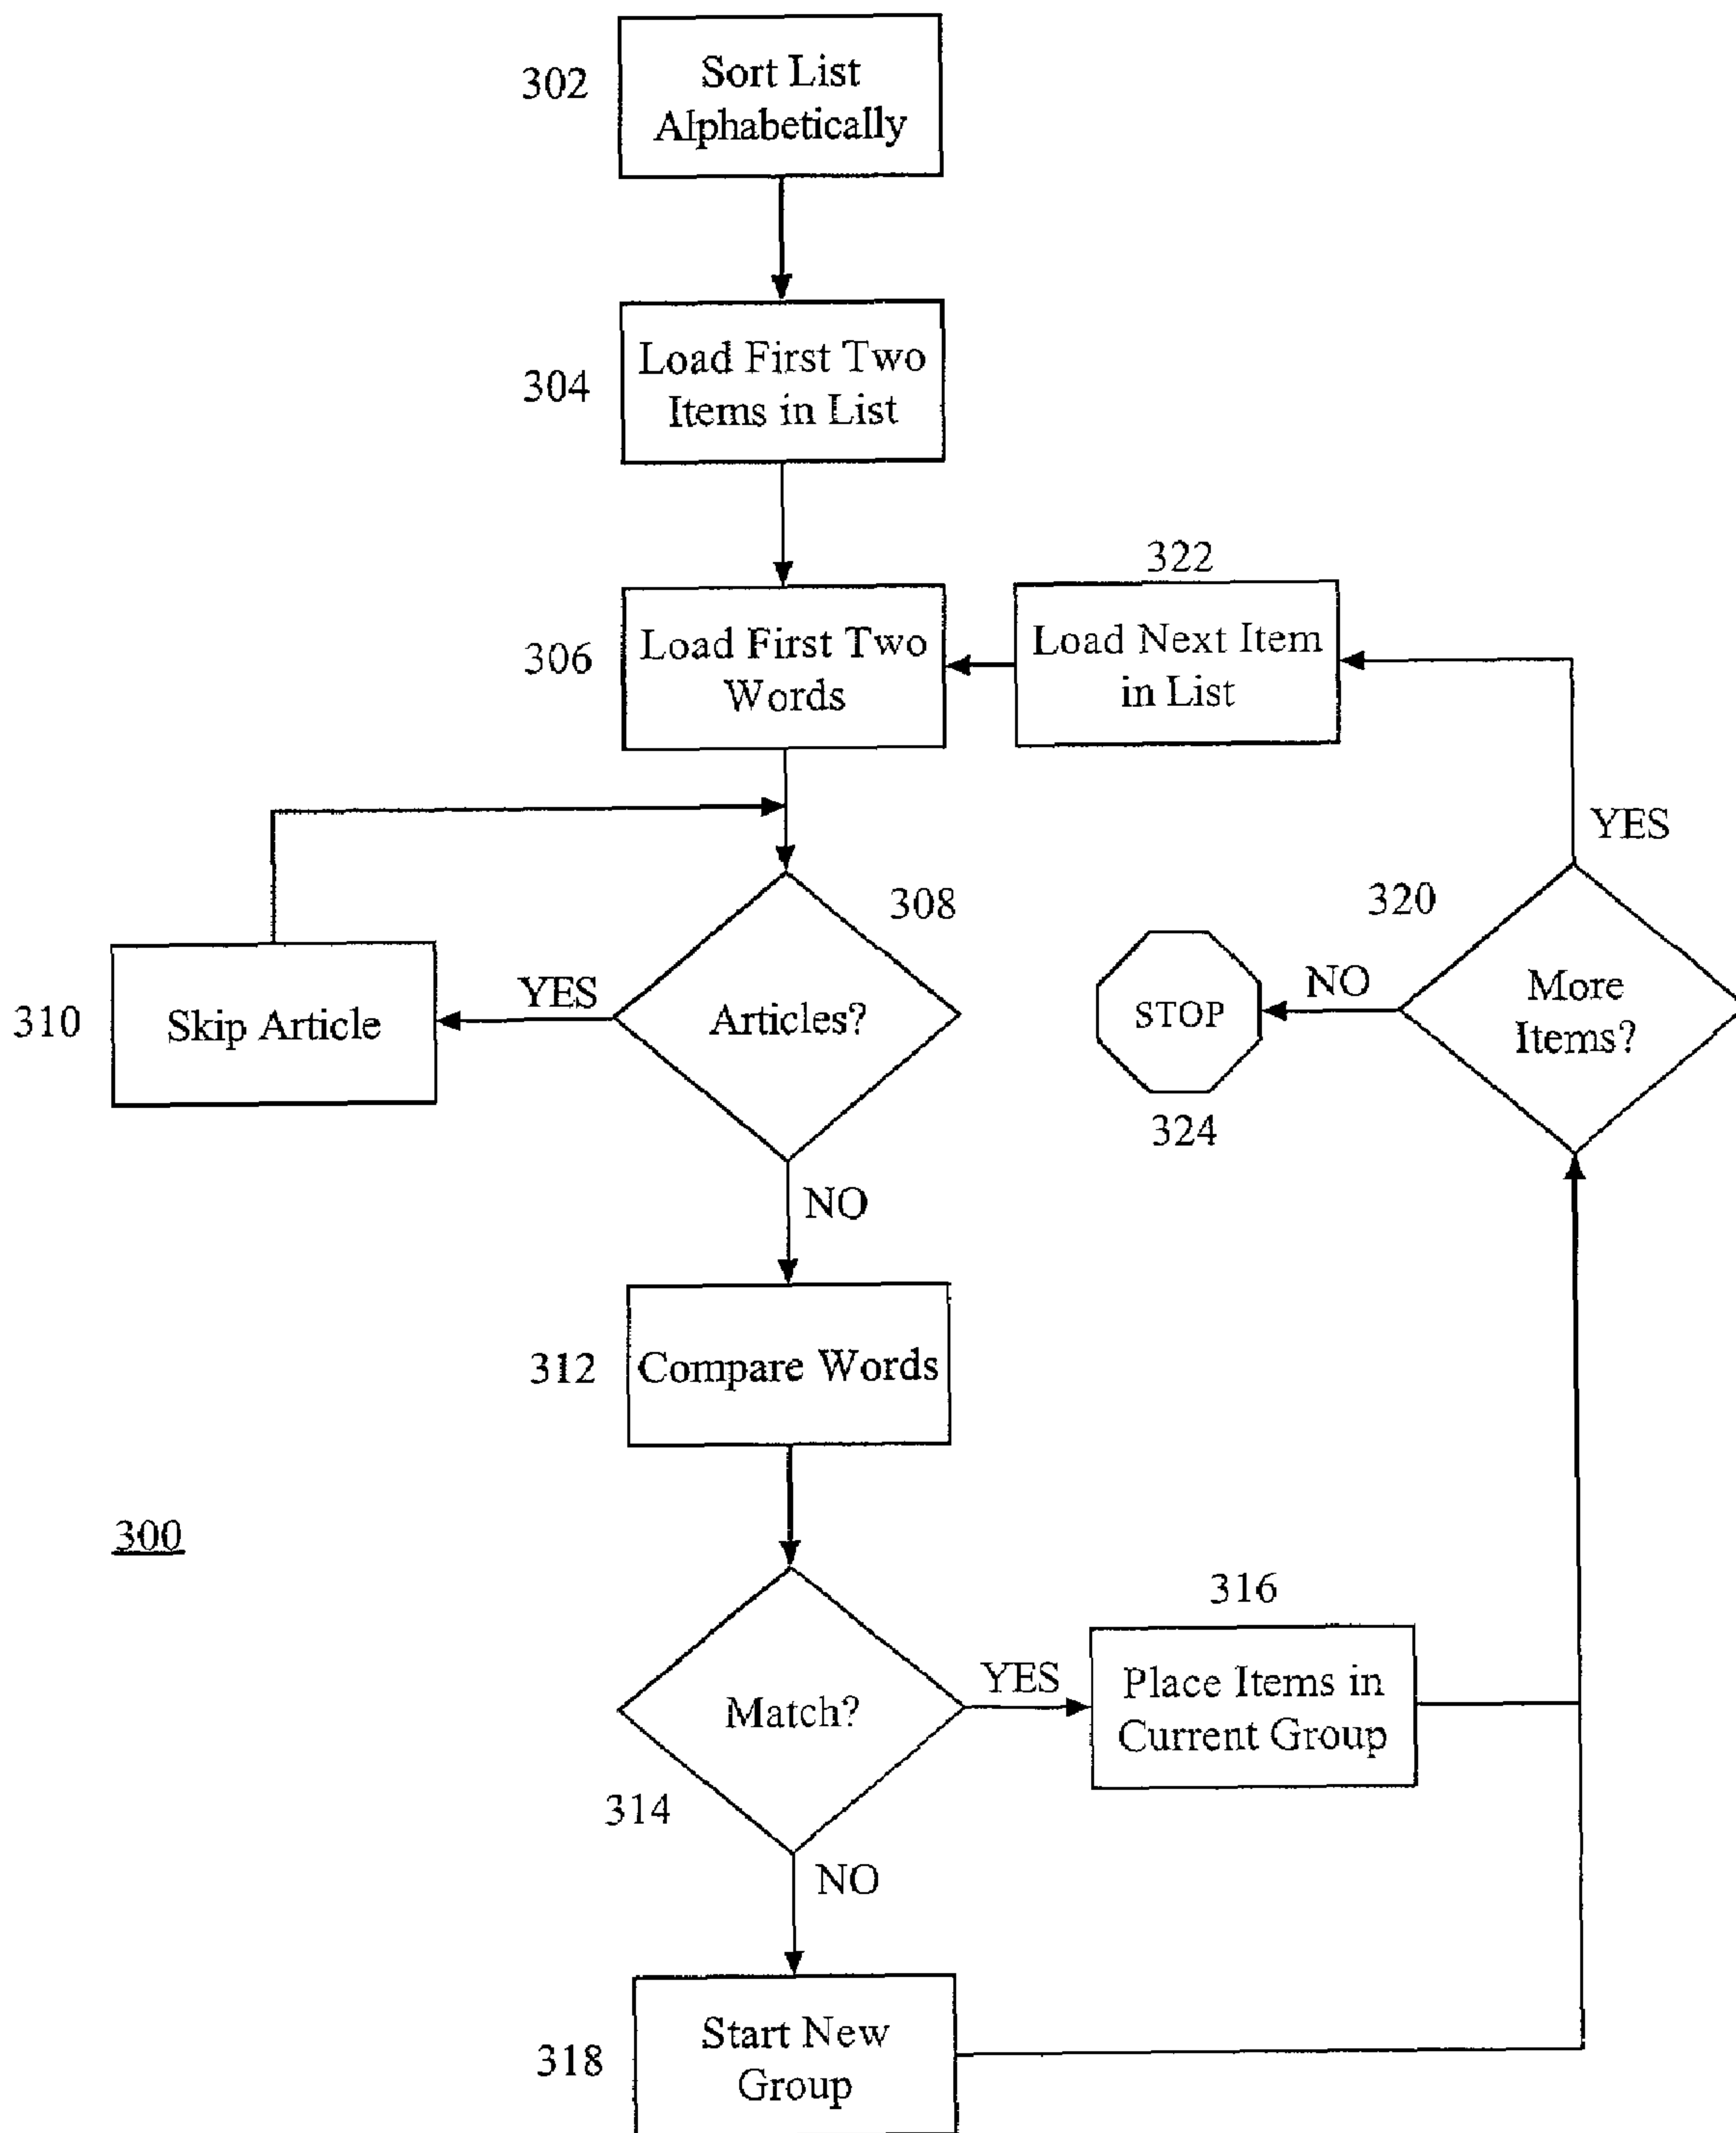 302
Sort List
Alphabetically
304
Load First Two
Items in List
322
306
Load First Two
Words
Load Next Item
in List
YES
308
320
310
Skip Article
YES
Articles?
STOP
NO
More
Items?
324
NO
312
Compare Words
300
316
Match?
YES
Place Items in
Current Group
314
NO
318
Start New
Group